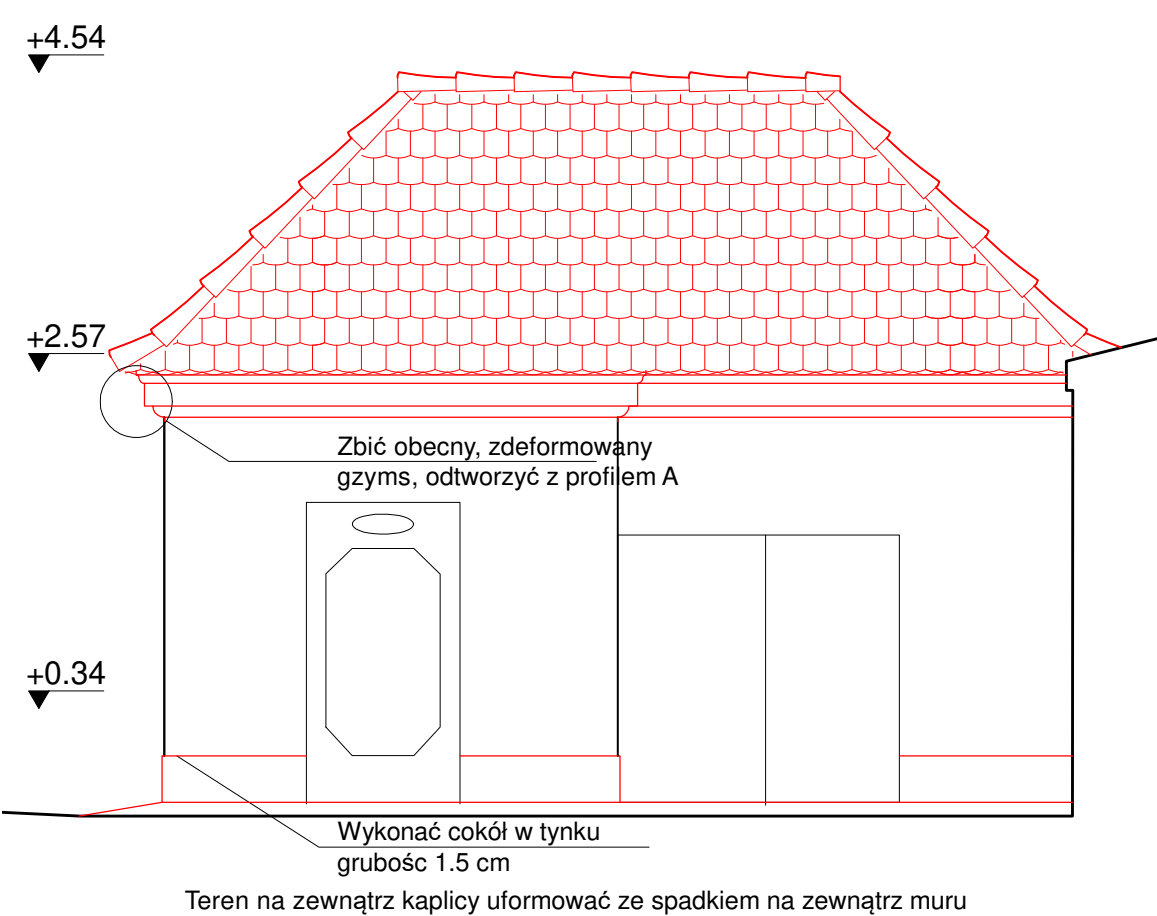 +4.54
+2.57
Zbić obecny, zdeformowany
gzyms, odtworzyć z profilem A
+0.34
Wykonać cokół w tynku
grubośc 1.5 cm
Teren na zewnątrz kaplicy uformować ze spadkiem na zewnątrz muru